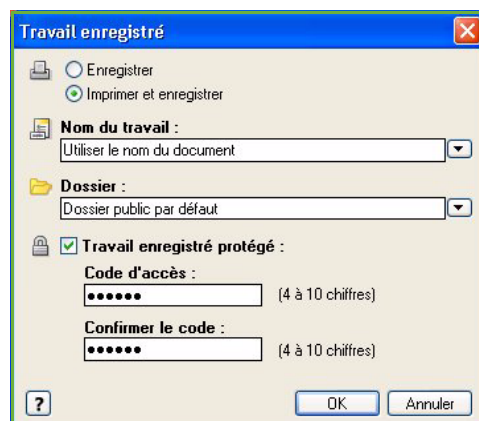 Travail enregistré
Enregistrer
Imprimer et enregistrer
Nom du travail :
Utiliser le nom du document
Dossier :
Dossier public par défaut
Travail enregistré protégé :
Code d'accès :
●●●●●● (4 à 10 chiffres)
Confirmer le code :
●●●●●● (4 à 10 chiffres)
? OK Annuler